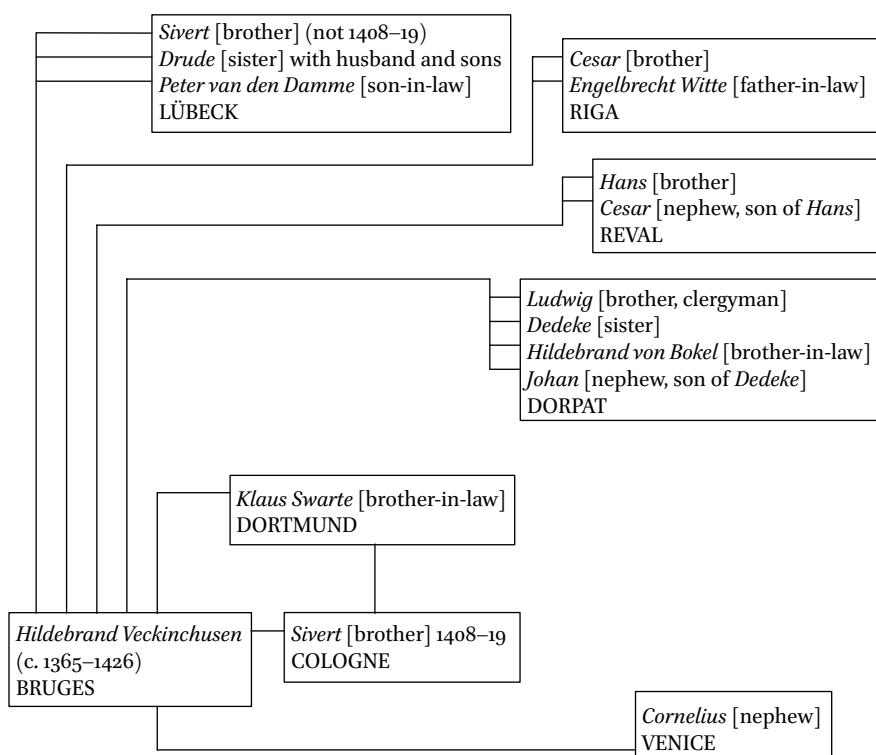 Sivert [brother] (not 1408–19)
Drude [sister] with husband and sons
Peter van den Damme [son-in-law]
LÜBECK
Cesar [brother]
Engelbrecht Witte [father-in-law]
RIGA
Hans [brother]
Cesar [nephew, son of Hans]
REVAL
Ludwig [brother, clergyman]
Dedeke [sister]
Hildebrand von Bokel [brother-in-law]
Johan [nephew, son of Dedeke]
DORPAT
Klaus Swarte [brother-in-law]
DORTMUND
Hildebrand Veckinchusen
(c. 1365–1426)
BRUGES
Sivert [brother] 1408–19
COLOGNE
Cornelius [nephew]
VENICE